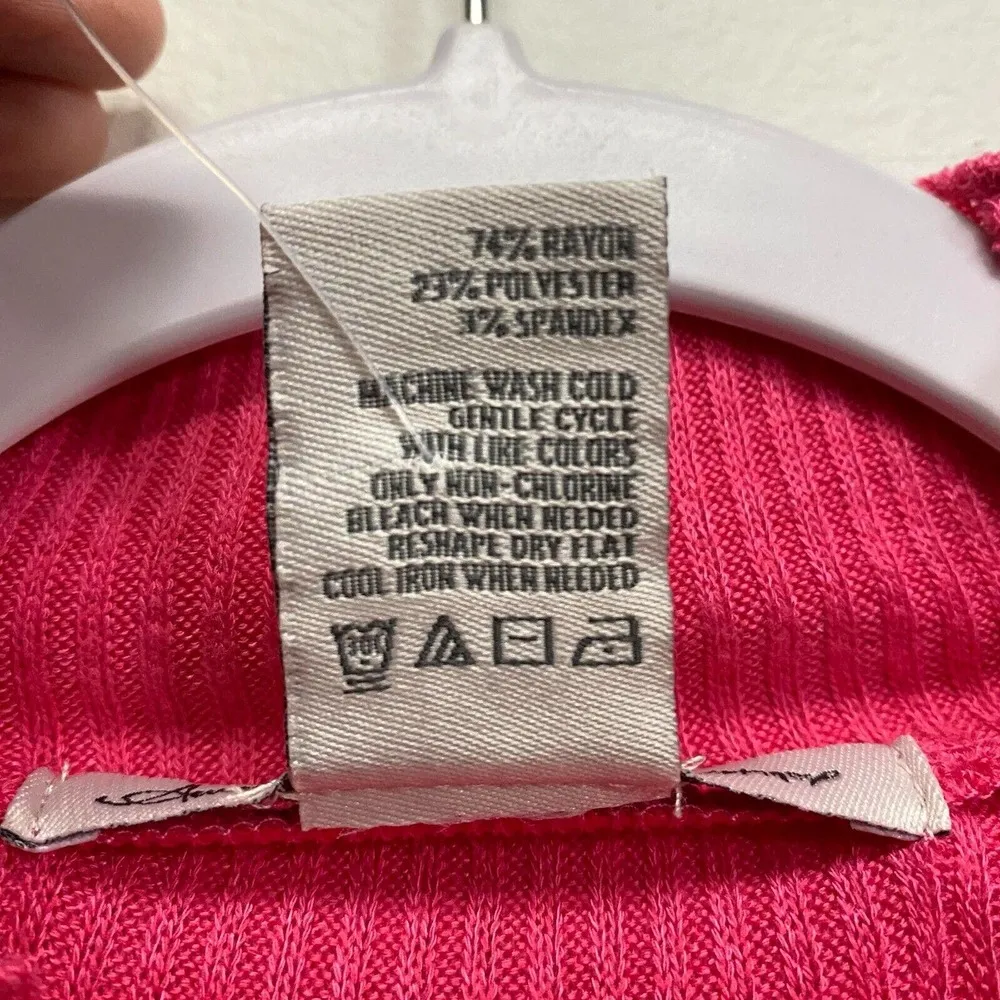 74% RAYON
23% POLYESTER
3% SPANDEX
MACHINE WASH COLD
GENTLE CYCLE
WITH LIKE COLORS
ONLY NON-CHLORINE
BLEACH WHEN NEEDED
RESHAPE DRY FLAT
COOL IRON WHEN NEEDED